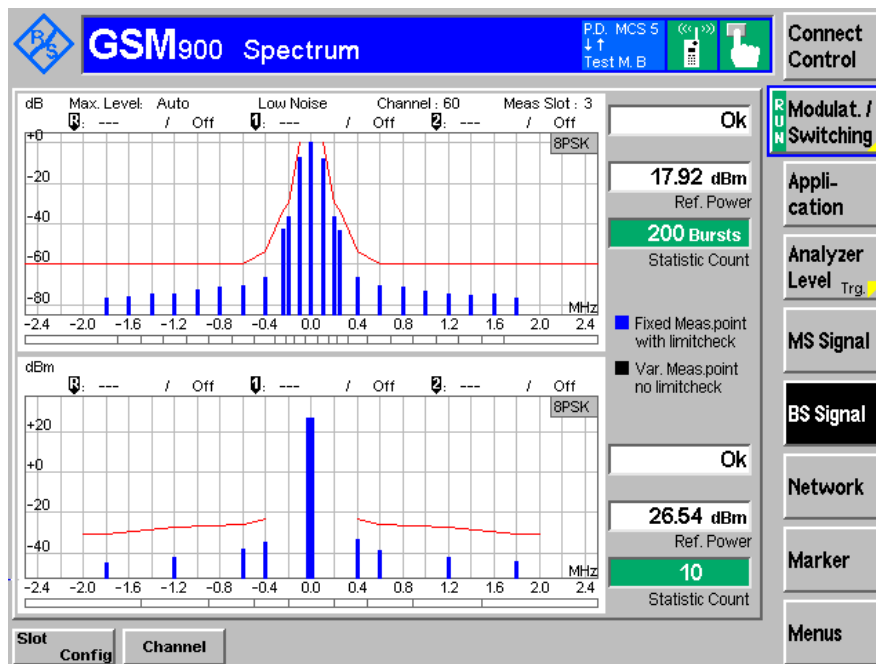 R/S
GSM900 Spectrum
P.D. MCS 5
↓↑
Test M. B
Connect Control
dB Max. Level: Auto Low Noise Channel : 60 Meas Slot : 3
R: --- / Off 1: --- / Off 2: --- / Off
8PSK
+0
-20
-40
-60
-80
MHz
-2.4 -2.0 -1.6 -1.2 -0.8 -0.4 0.0 0.4 0.8 1.2 1.6 2.0 2.4
Ok
17.92 dBm
Ref. Power
200 Bursts
Statistic Count
Fixed Meas.point
with limitcheck
Var. Meas.point
no limitcheck
dBm
R: --- / Off 1: --- / Off 2: --- / Off
8PSK
+20
+0
-20
-40
MHz
-2.4 -2.0 -1.6 -1.2 -0.8 -0.4 0.0 0.4 0.8 1.2 1.6 2.0 2.4
Ok
26.54 dBm
Ref. Power
10
Statistic Count
RUN
Modulat. /
Switching
Appli-
cation
Analyzer
Level Trg.
MS Signal
BS Signal
Network
Marker
Menus
Slot
Config
Channel